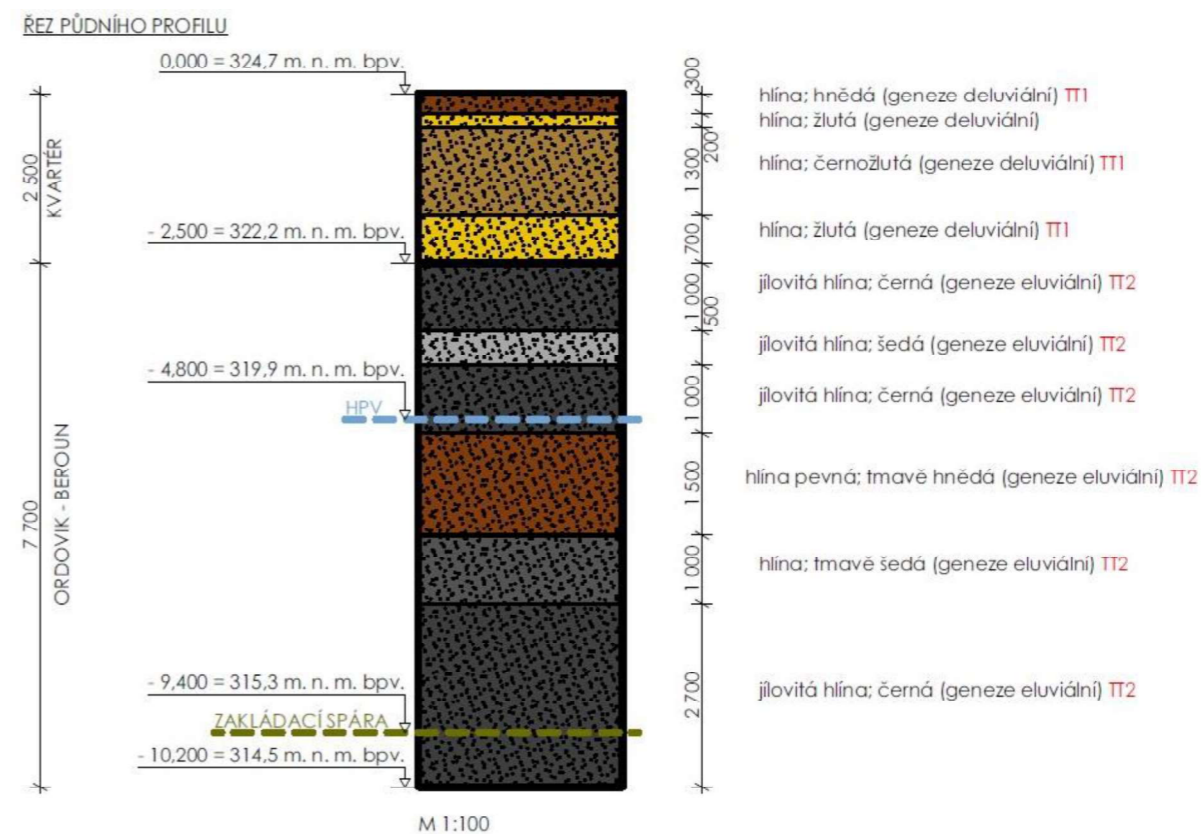 ŘEZ PŮDNÍHO PROFILU
0,000 = 324,7 m. n. m. bpv.
300
hlína; hnědá (geneze deluviální) TT1
200
hlína; žlutá (geneze deluviální)
2 500
KVARTÉR
1 300
hlína; černožlutá (geneze deluviální) TT1
- 2,500 = 322,2 m. n. m. bpv.
700
hlína; žlutá (geneze deluviální) TT1
1 000
jílovitá hlína; černá (geneze eluviální) TT2
500
jílovitá hlína; šedá (geneze eluviální) TT2
- 4,800 = 319,9 m. n. m. bpv.
HPV
1 000
jílovitá hlína; černá (geneze eluviální) TT2
7 700
ORDOVIK - BEROUN
1 500
hlína pevná; tmavě hnědá (geneze eluviální) TT2
1 000
hlína; tmavě šedá (geneze eluviální) TT2
- 9,400 = 315,3 m. n. m. bpv.
2 700
jílovitá hlína; černá (geneze eluviální) TT2
ZAKLÁDACÍ SPÁRA
- 10,200 = 314,5 m. n. m. bpv.
M 1:100